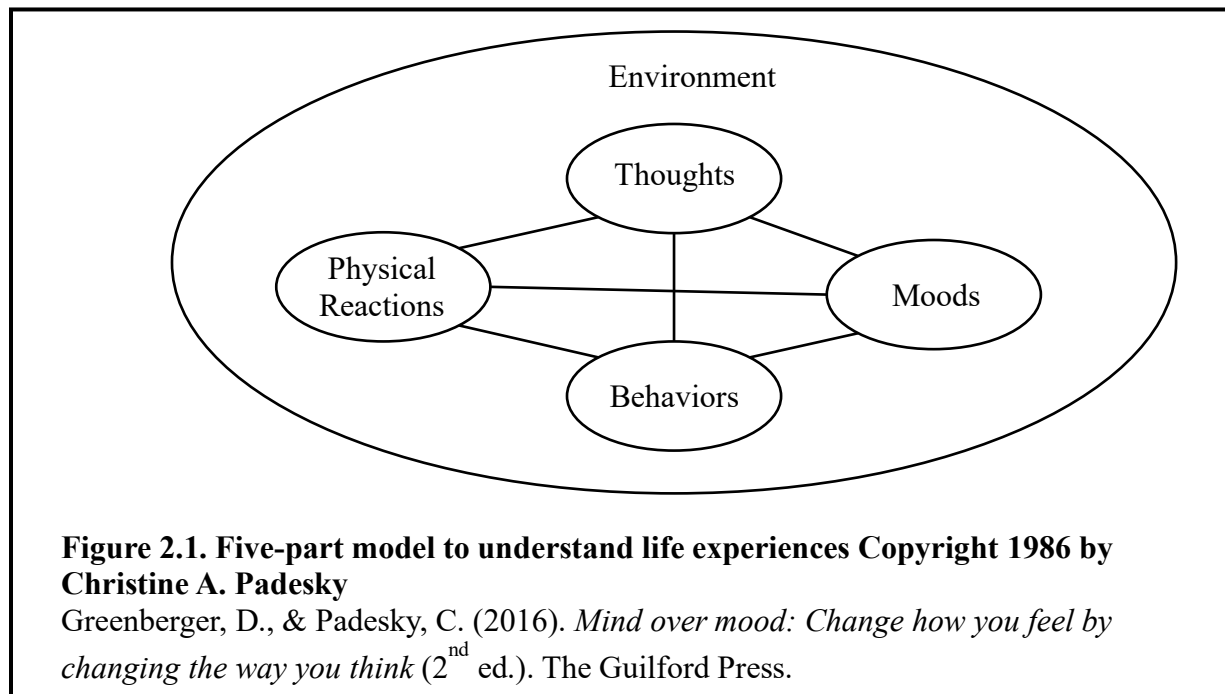 Environment
Thoughts
Physical
Reactions
Moods
Behaviors
Figure 2.1. Five-part model to understand life experiences Copyright 1986 by
Christine A. Padesky
Greenberger, D., & Padesky, C. (2016). Mind over mood: Change how you feel by
changing the way you think (2nd ed.). The Guilford Press.